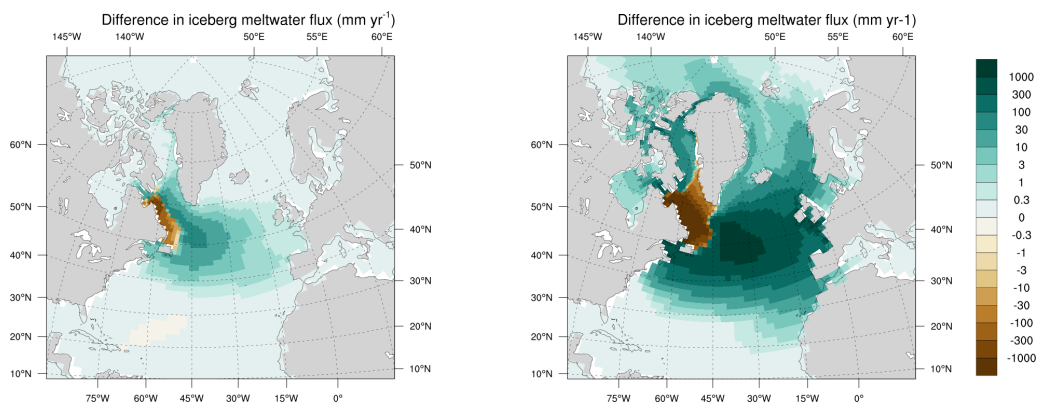 Difference in iceberg meltwater flux (mm yr⁻¹)
145°W 140°W 50°E 55°E 60°E
60°N
50°N
40°N
30°N
20°N
10°N
50°N
40°N
30°N
20°N
10°N
75°W 60°W 45°W 30°W 15°W 0°
Difference in iceberg meltwater flux (mm yr-1)
145°W 140°W 50°E 55°E 60°E
60°N
50°N
40°N
30°N
20°N
10°N
50°N
40°N
30°N
20°N
10°N
75°W 60°W 45°W 30°W 15°W 0°
1000
300
100
30
10
3
1
0.3
0
-0.3
-1
-3
-10
-30
-100
-300
-1000